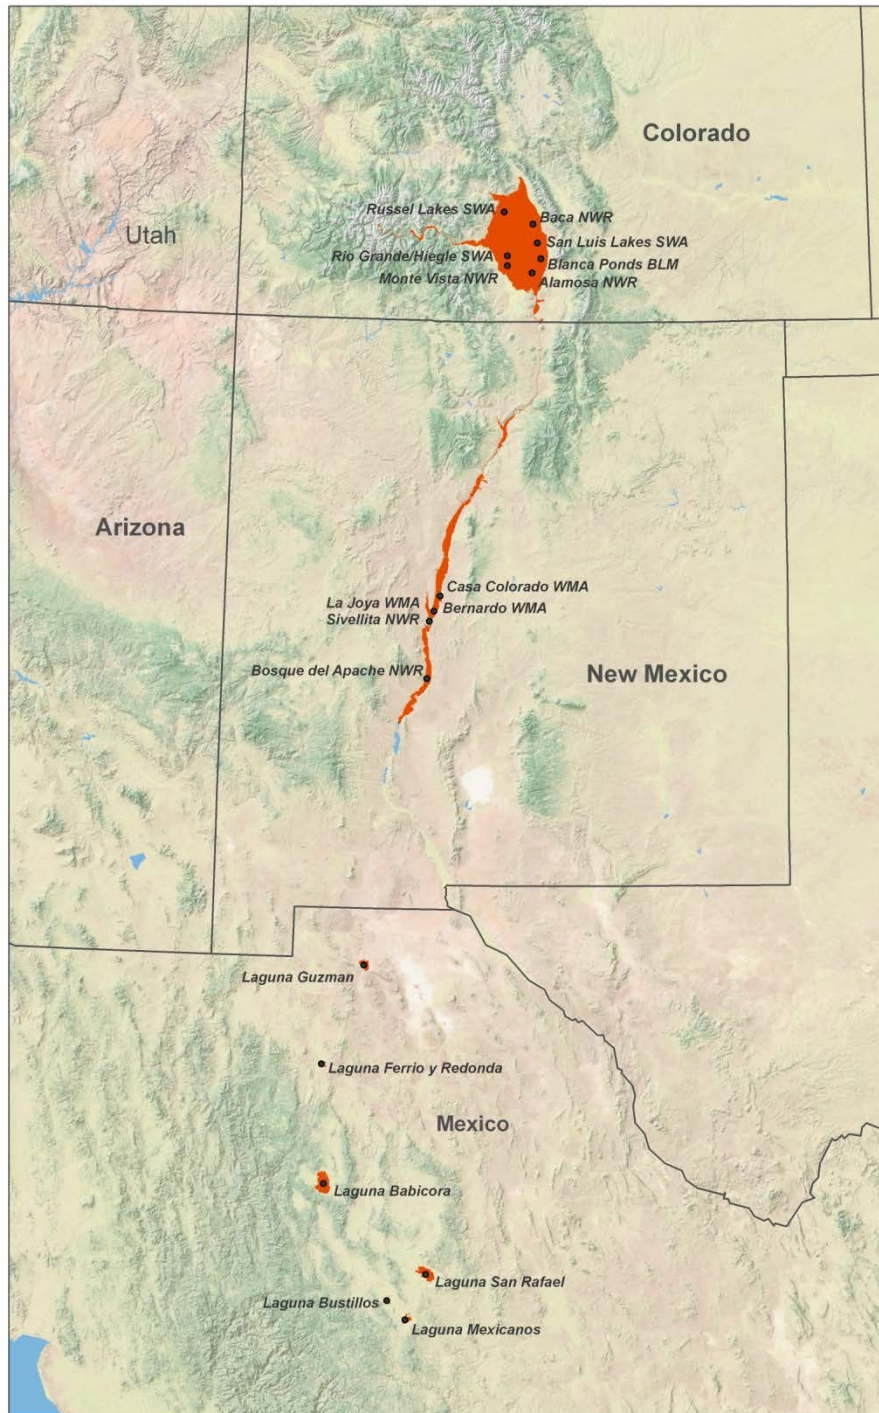 Colorado
Russel Lakes SWA
Baca NWR
Utah
San Luis Lakes SWA
Rio Grande/Hiegle SWA
Blanca Ponds BLM
Monte Vista NWR
Alamosa NWR
Arizona
Casa Colorado WMA
La Joya WMA
Bernardo WMA
Sivellita NWR
Bosque del Apache NWR
New Mexico
Laguna Guzman
Laguna Ferrio y Redonda
Mexico
Laguna Babicora
Laguna San Rafael
Laguna Bustillos
Laguna Mexicanos